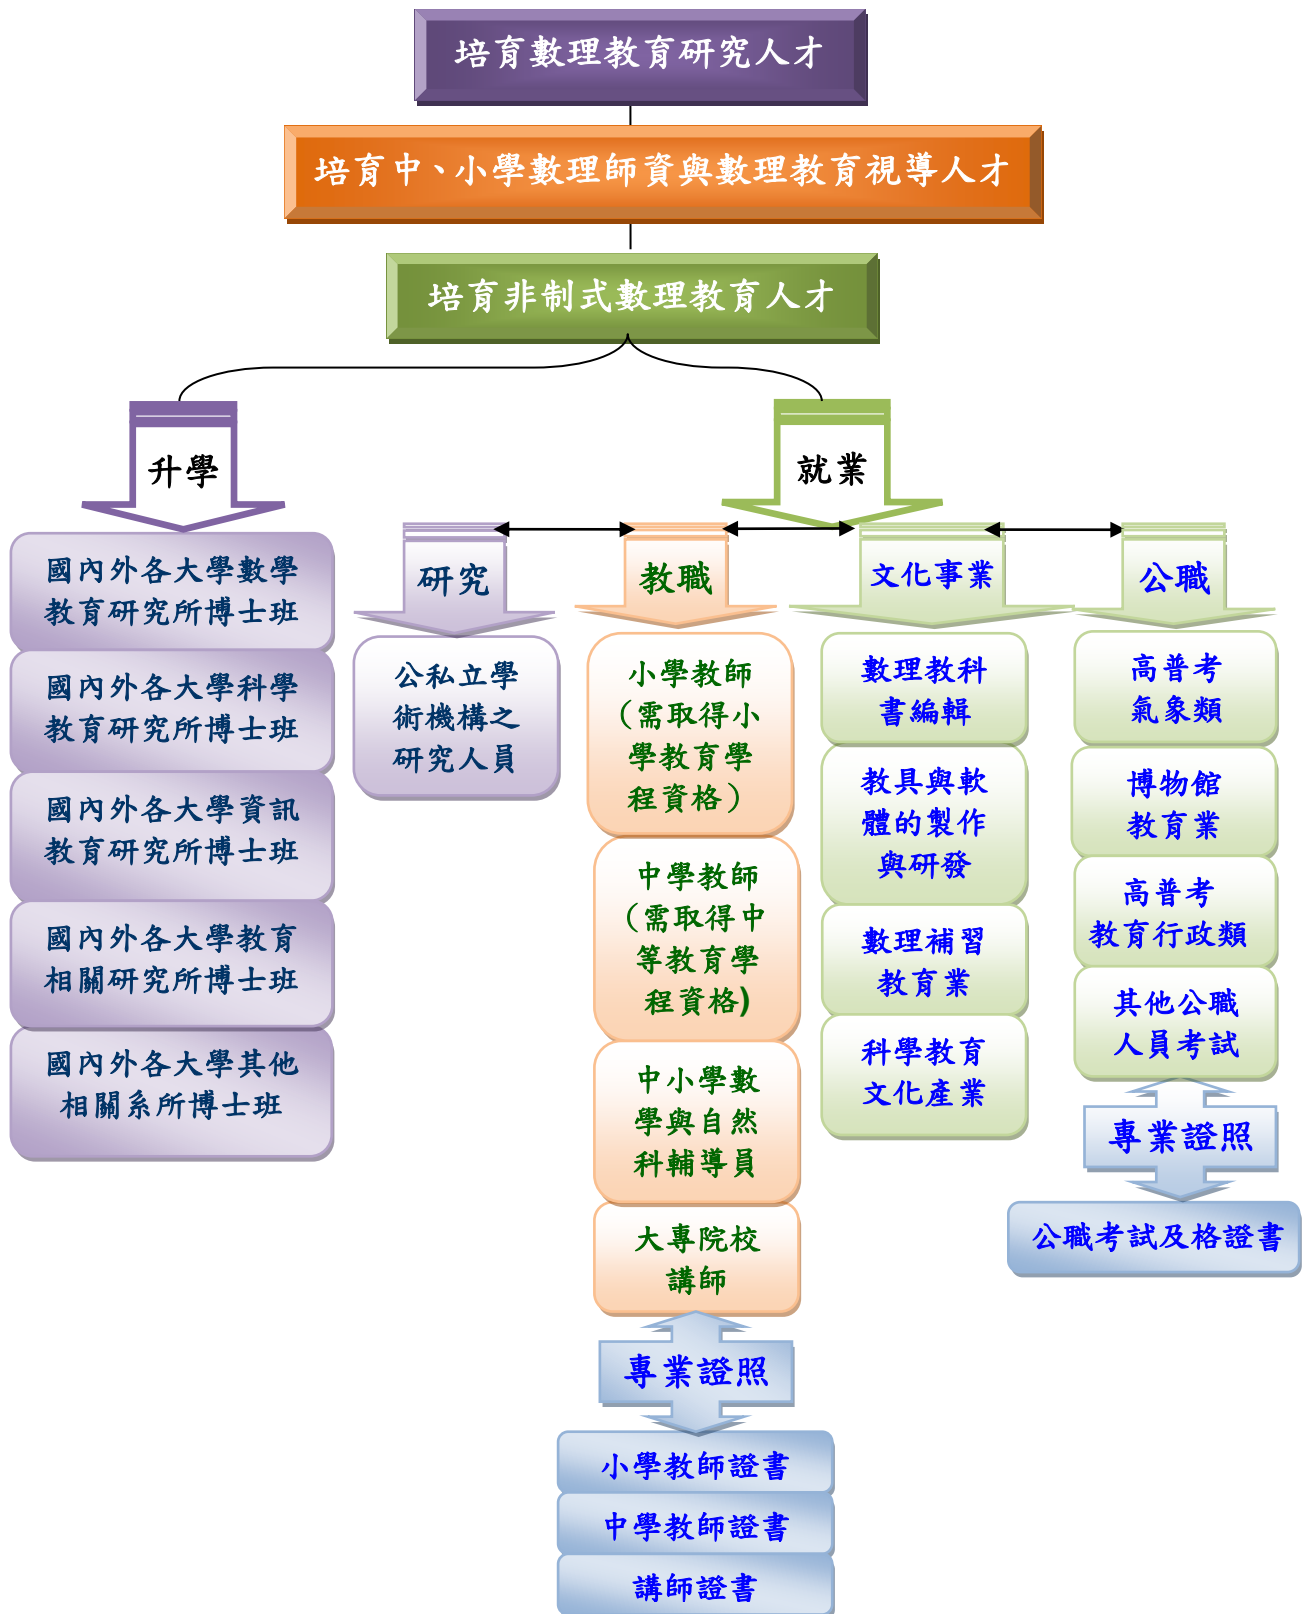 培育數理教育研究人才
培育中、小學數理師資與數理教育視導人才
培育非制式數理教育人才
升學
就業
國內外各大學數學
教育研究所博士班
國內外各大學科學
教育研究所博士班
國內外各大學資訊
教育研究所博士班
國內外各大學教育
相關研究所博士班
國內外各大學其他
相關系所博士班
研究
公私立學
術機構之
研究人員
教職
小學教師
（需取得小
學教育學
程資格）
中學教師
（需取得中
等教育學
程資格)
中小學數
學與自然
科輔導員
大專院校
講師
專業證照
小學教師證書
中學教師證書
講師證書
文化事業
數理教科
書編輯
教具與軟
體的製作
與研發
數理補習
教育業
科學教育
文化產業
公職
高普考
氣象類
博物館
教育業
高普考
教育行政類
其他公職
人員考試
專業證照
公職考試及格證書